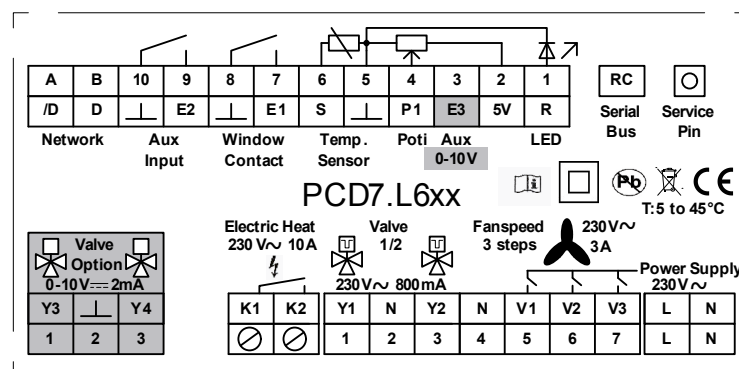 A B 10 9 8 7 6 5 4 3 2 1 RC
/D D E2 E1 S P1 E3 5V R Serial Bus Service Pin
Network Aux Input Window Contact Temp. Sensor Poti Aux 0-10V LED
PCD7.L6xx
i Pb CE
T:5 to 45°C
Electric Heat 230 V~ 10A Valve 1/2 Fanspeed 3 steps 230V~ 3A
Valve Option
0-10V 2mA
230V~ 800mA
Power Supply 230V~
Y3 Y4 K1 K2 Y1 N Y2 N V1 V2 V3 L N
1 2 3 1 2 3 4 5 6 7 L N